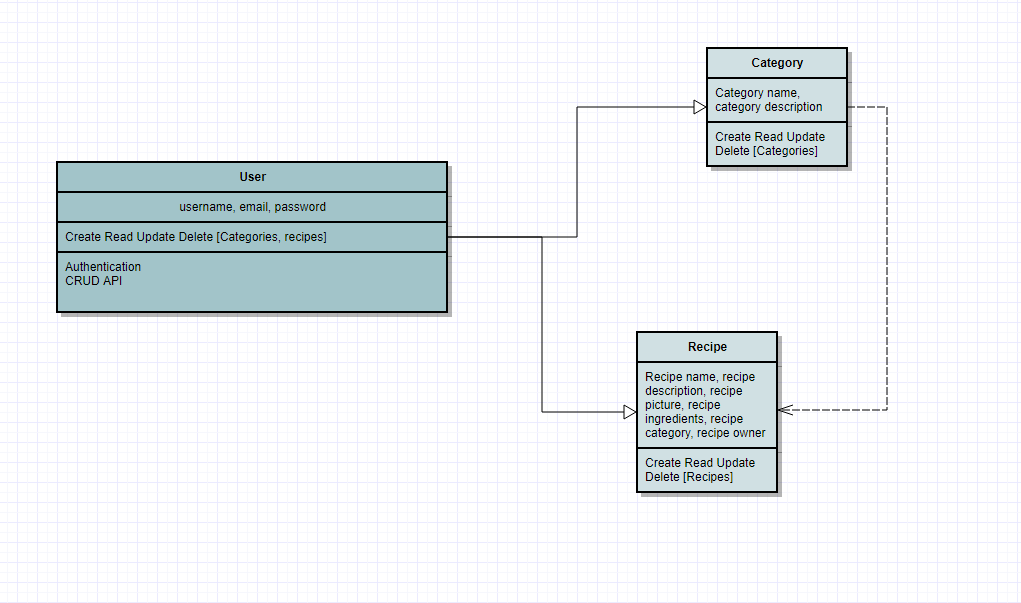 Category
Category name,
category description
Create Read Update
Delete [Categories]
User
username, email, password
Create Read Update Delete [Categories, recipes]
Authentication
CRUD API
Recipe
Recipe name, recipe
description, recipe
picture, recipe
ingredients, recipe
category, recipe owner
Create Read Update
Delete [Recipes]